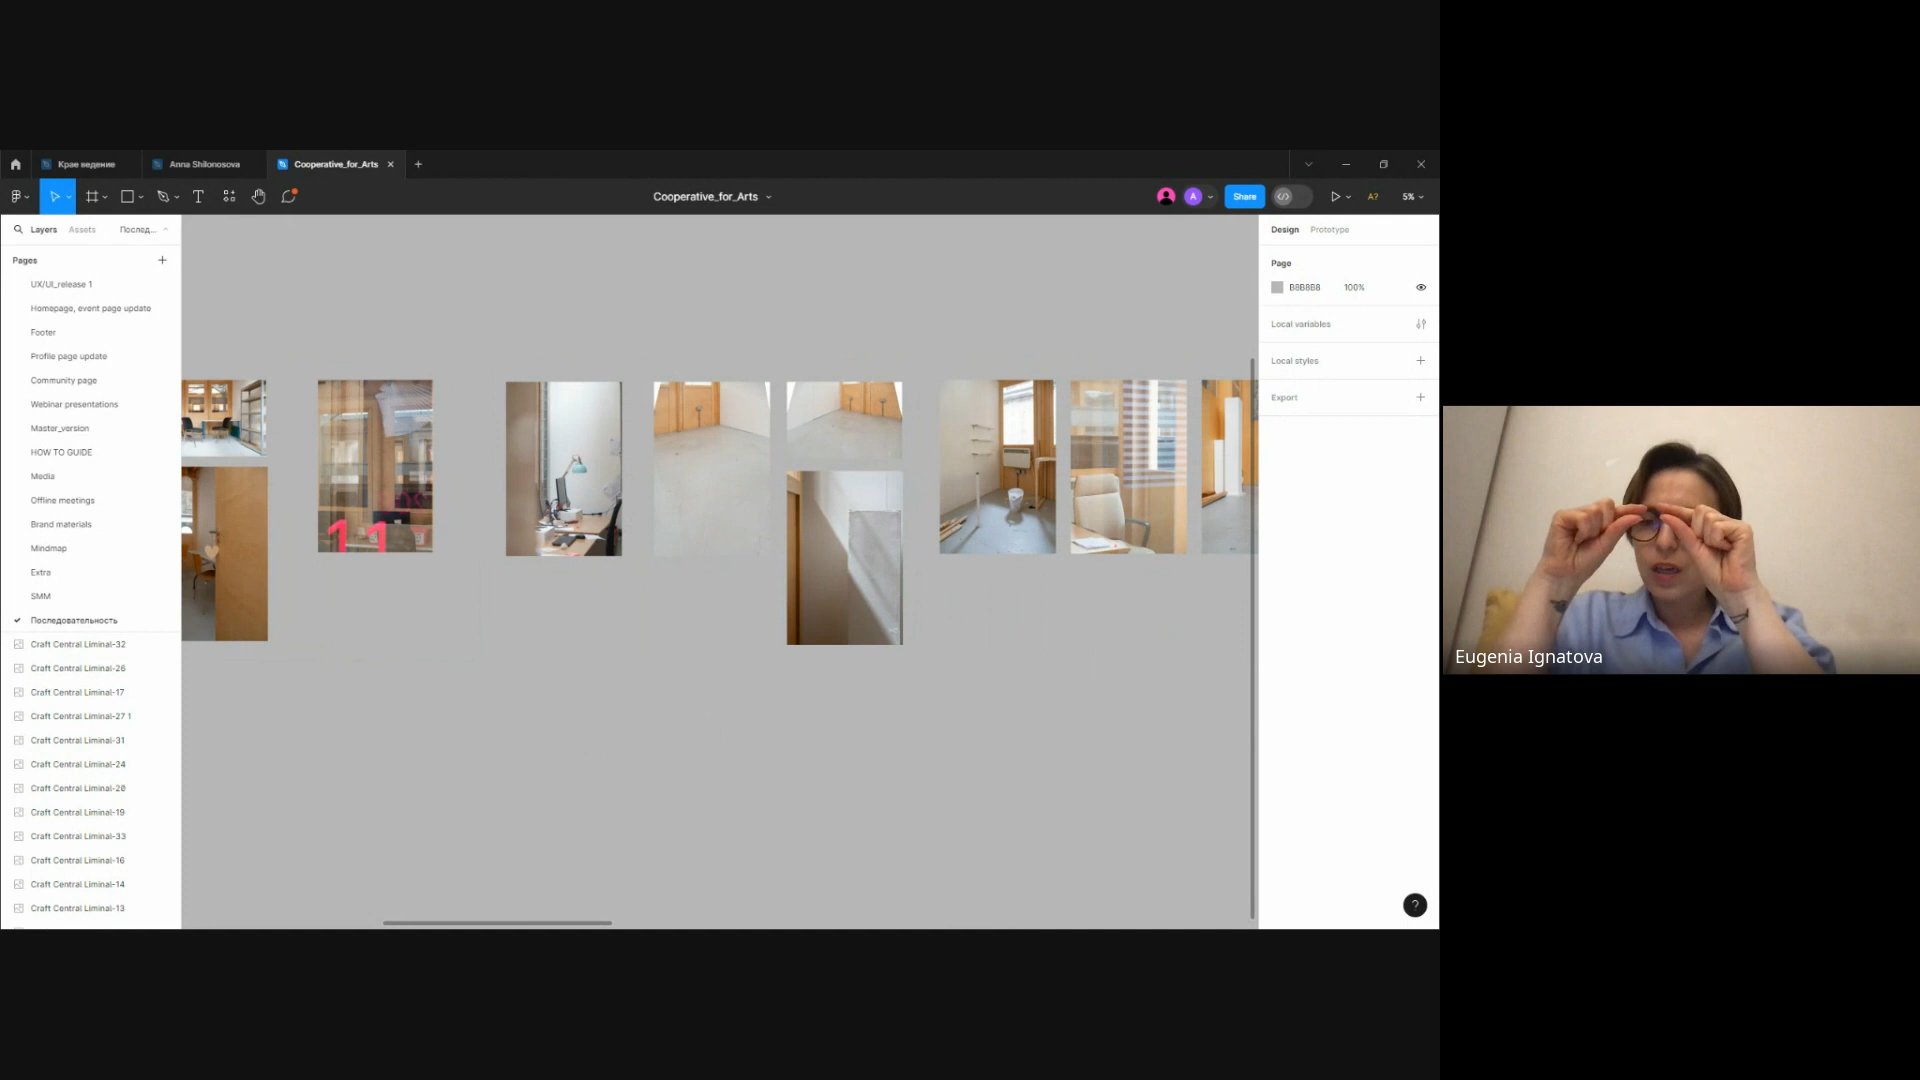 Крае ведение
Anna Shilonosova
Cooperative_for_Arts
Cooperative_for_Arts
A
Share
A?
5%
Layers
Assets
Послед...
Pages
UX/UI_release 1
Homepage, event page update
Footer
Profile page update
Community page
Webinar presentations
Master_version
HOW TO GUIDE
Media
Offline meetings
Brand materials
Mindmap
Extra
SMM
Последовательность
Craft Central Liminal-32
Craft Central Liminal-26
Craft Central Liminal-17
Craft Central Liminal-27 1
Craft Central Liminal-31
Craft Central Liminal-24
Craft Central Liminal-20
Craft Central Liminal-19
Craft Central Liminal-33
Craft Central Liminal-16
Craft Central Liminal-14
Craft Central Liminal-13
11
Design
Prototype
Page
B8B8B8
100%
Local variables
Local styles
Export
?
Eugenia Ignatova